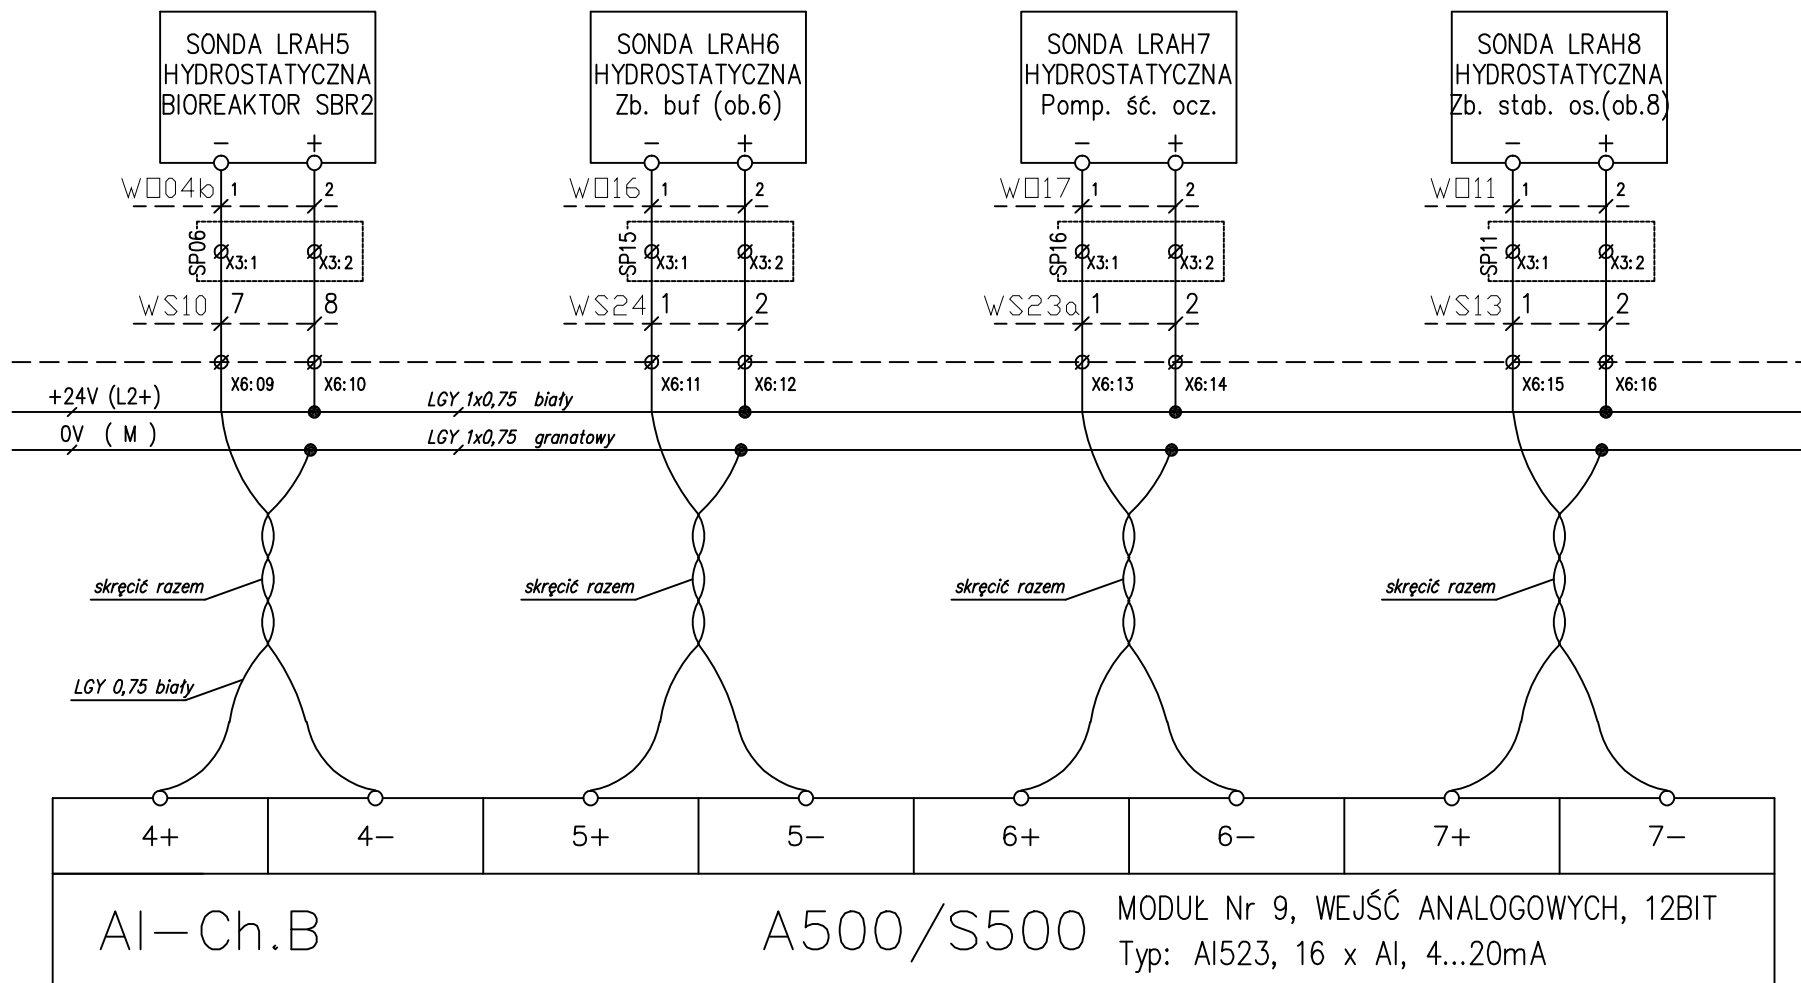 SONDA LRAH5
HYDROSTATYCZNA
BIOREAKTOR SBR2
- +
SONDA LRAH6
HYDROSTATYCZNA
Zb. buf (ob.6)
- +
SONDA LRAH7
HYDROSTATYCZNA
Pomp. ść. ocz.
- +
SONDA LRAH8
HYDROSTATYCZNA
Zb. stab. os.(ob.8)
- +
W□04b 1 2
W□16 1 2
W□17 1 2
W□11 1 2
SP06 X3:1 X3:2
SP15 X3:1 X3:2
SP16 X3:1 X3:2
SP11 X3:1 X3:2
WS10 7 8
WS24 1 2
WS23a 1 2
WS13 1 2
X6:09 X6:10 X6:11 X6:12 X6:13 X6:14 X6:15 X6:16
+24V (L2+) LGY 1x0,75 biały
0V ( M ) LGY 1x0,75 granatowy
skręcić razem skręcić razem skręcić razem skręcić razem
LGY 0,75 biały
4+ 4- 5+ 5- 6+ 6- 7+ 7-
AI-Ch.B A500/S500
MODUŁ Nr 9, WEJŚĆ ANALOGOWYCH, 12BIT
Typ: AI523, 16 x AI, 4...20mA